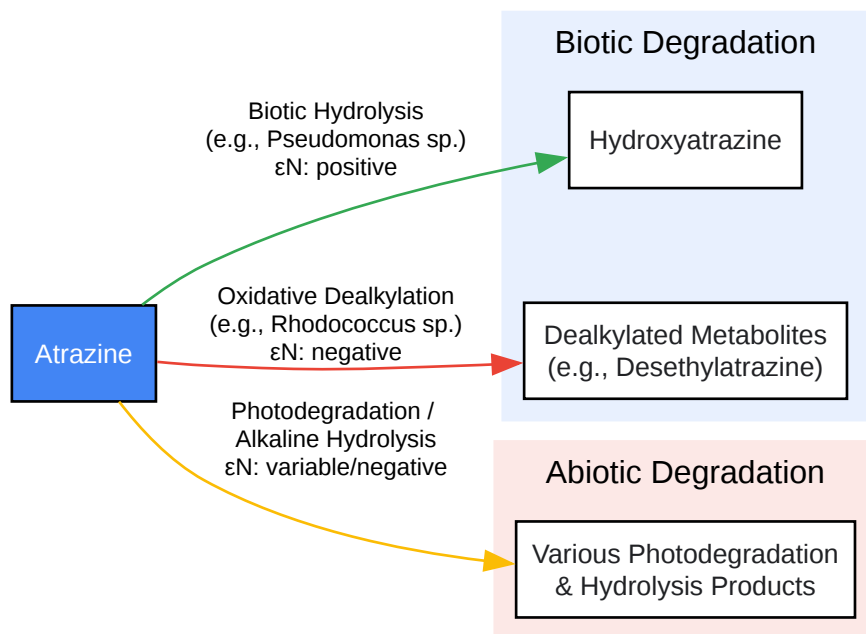 Biotic Degradation
Biotic Hydrolysis
(e.g., Pseudomonas sp.)
εN: positive
Hydroxyatrazine
Atrazine
Oxidative Dealkylation
(e.g., Rhodococcus sp.)
εN: negative
Dealkylated Metabolites
(e.g., Desethylatrazine)
Photodegradation /
Alkaline Hydrolysis
εN: variable/negative
Abiotic Degradation
Various Photodegradation
& Hydrolysis Products